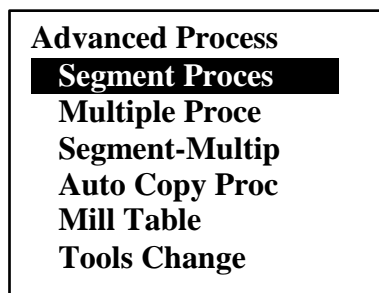 Advanced Process
Segment Proces
Multiple Proce
Segment-Multip
Auto Copy Proc
Mill Table
Tools Change